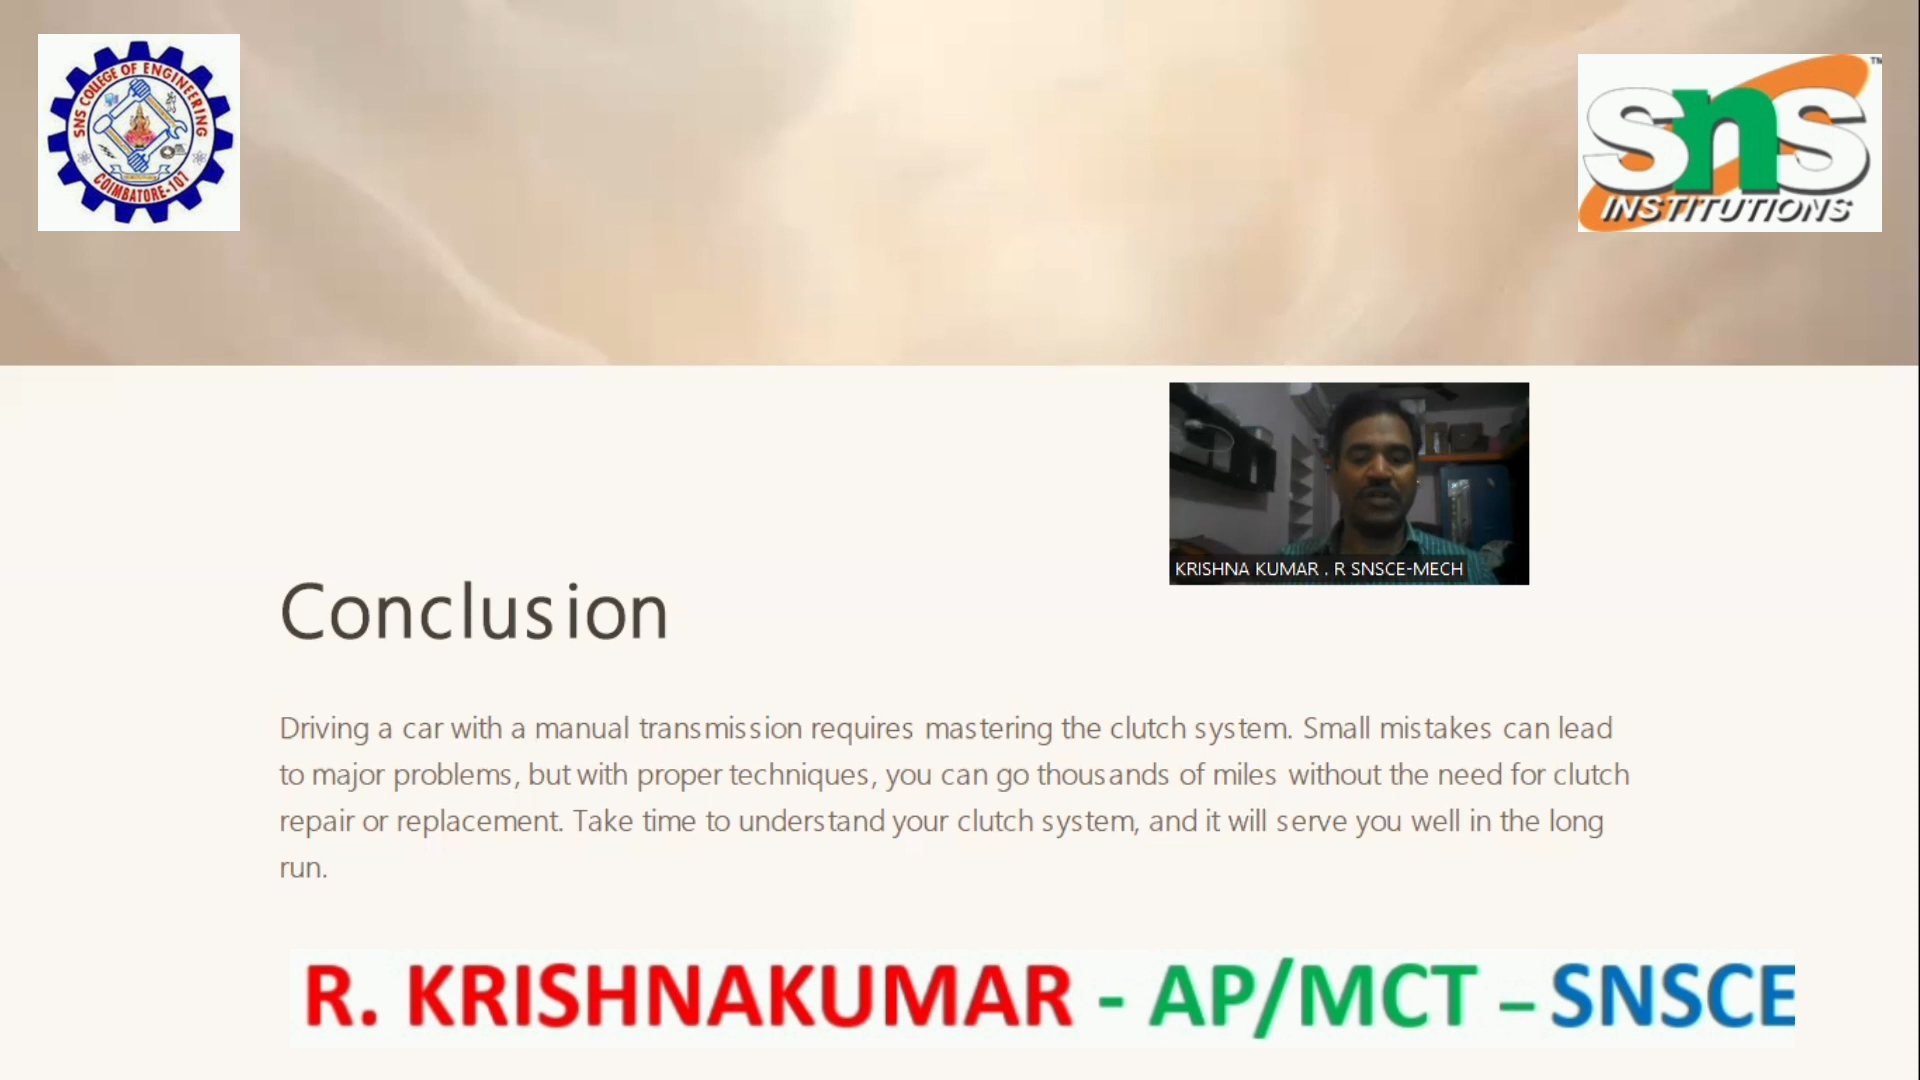 SNS COLLEGE OF ENGINEERING
COIMBATORE-107
sns
INSTITUTIONS
TM
KRISHNA KUMAR . R SNSCE-MECH
Conclusion
Driving a car with a manual transmission requires mastering the clutch system. Small mistakes can lead
to major problems, but with proper techniques, you can go thousands of miles without the need for clutch
repair or replacement. Take time to understand your clutch system, and it will serve you well in the long
run.
R. KRISHNAKUMAR - AP/MCT – SNSCE